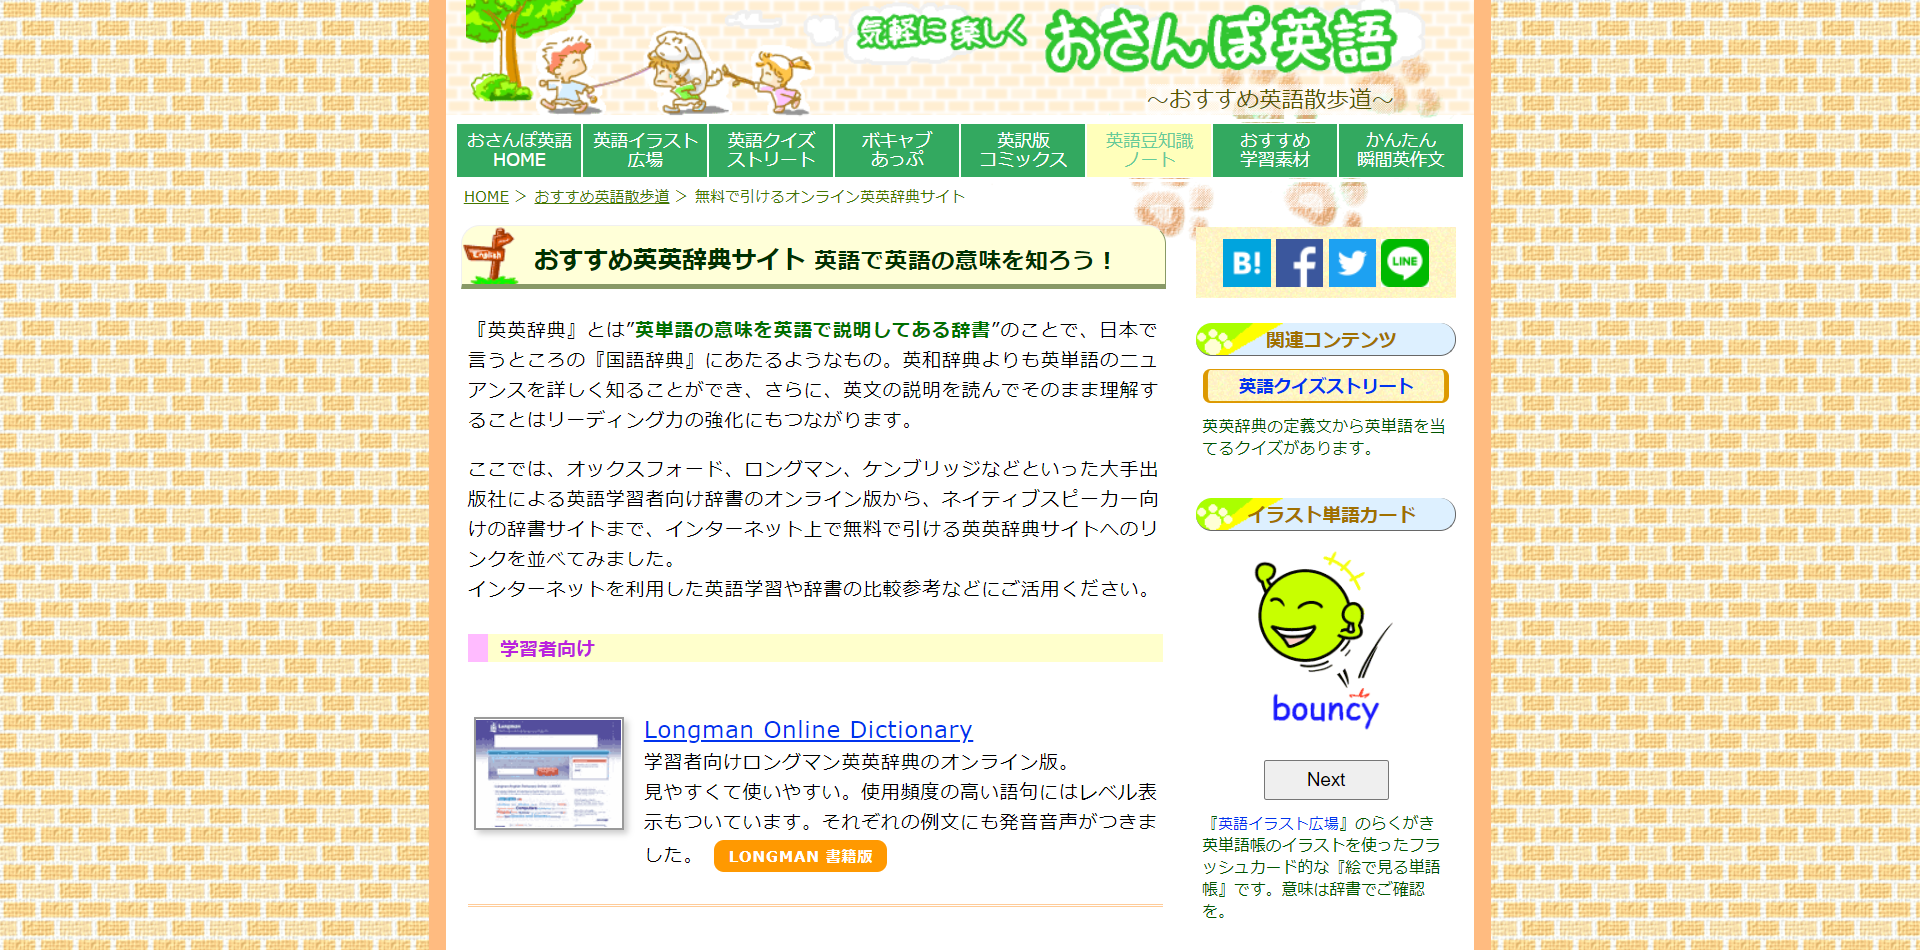 気軽に楽しく おさんぽ英語
～おすすめ英語散歩道～
おさんぽ英語
HOME
英語イラスト
広場
英語クイズ
ストリート
ボキャブ
あっぷ
英訳版
コミックス
英語豆知識
ノート
おすすめ
学習素材
かんたん
瞬間英作文
HOME ＞ おすすめ英語散歩道 ＞ 無料で引けるオンライン英英辞典サイト
English
おすすめ英英辞典サイト 英語で英語の意味を知ろう！
『英英辞典』とは”英単語の意味を英語で説明してある辞書”のことで、日本で
言うところの『国語辞典』にあたるようなもの。英和辞典よりも英単語のニュ
アンスを詳しく知ることができ、さらに、英文の説明を読んでそのまま理解す
ることはリーディング力の強化にもつながります。
ここでは、オックスフォード、ロングマン、ケンブリッジなどといった大手出
版社による英語学習者向け辞書のオンライン版から、ネイティブスピーカー向
けの辞書サイトまで、インターネット上で無料で引ける英英辞典サイトへのリ
ンクを並べてみました。
インターネットを利用した英語学習や辞書の比較参考などにご活用ください。
学習者向け
Longman Online Dictionary
学習者向けロングマン英英辞典のオンライン版。
見やすくて使いやすい。使用頻度の高い語句にはレベル表
示もついています。それぞれの例文にも発音音声がつきま
した。 LONGMAN 書籍版
B!
LINE
関連コンテンツ
英語クイズストリート
英英辞典の定義文から英単語を当
てるクイズがあります。
イラスト単語カード
bouncy
Next
『英語イラスト広場』のらくがき
英単語帳のイラストを使ったフラ
ッシュカード的な『絵で見る単語
帳』です。意味は辞書でご確認
を。